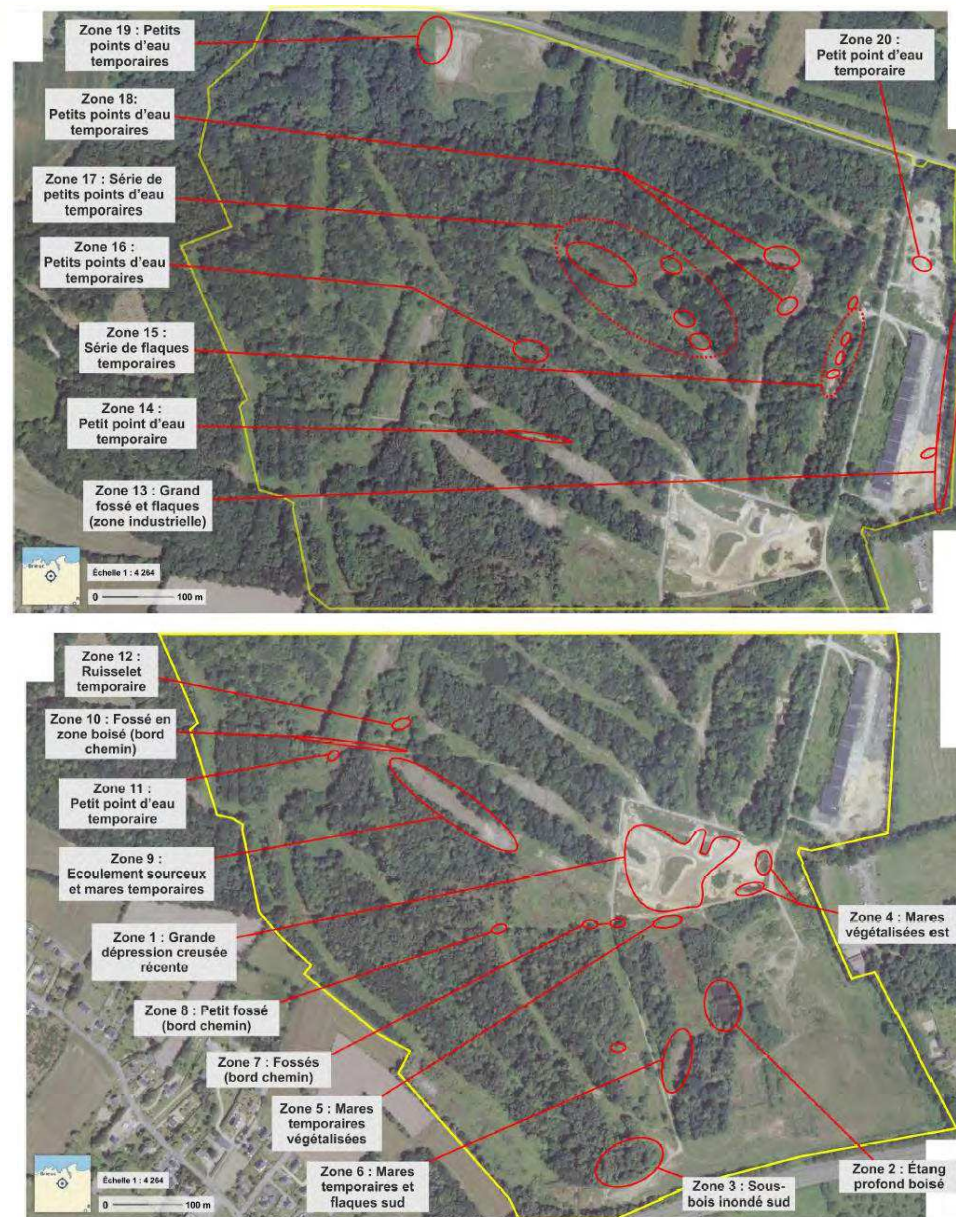 Zone 19 : Petits
points d'eau
temporaires
Zone 20 :
Petit point d'eau
temporaire
Zone 18:
Petits points d'eau
temporaires
Zone 17 : Série de
petits points d'eau
temporaires
Zone 16 :
Petits points d'eau
temporaires
Zone 15 :
Série de flaques
temporaires
Zone 14 :
Petit point d'eau
temporaire
Zone 13 : Grand
fossé et flaques
(zone industrielle)
Échelle 1 : 4 264
0 100 m
Zone 12 :
Ruisselet
temporaire
Zone 10 : Fossé en
zone boisé (bord
chemin)
Zone 11 :
Petit point d'eau
temporaire
Zone 9 :
Ecoulement sourceux
et mares temporaires
Zone 1 : Grande
dépression creusée
récente
Zone 4 : Mares
végétalisées est
Zone 8 : Petit fossé
(bord chemin)
Zone 7 : Fossés
(bord chemin)
Zone 5 : Mares
temporaires
végétalisées
Zone 6 : Mares
temporaires et
flaques sud
Zone 3 : Sous-
bois inondé sud
Zone 2 : Étang
profond boisé
Échelle 1 : 4 264
0 100 m